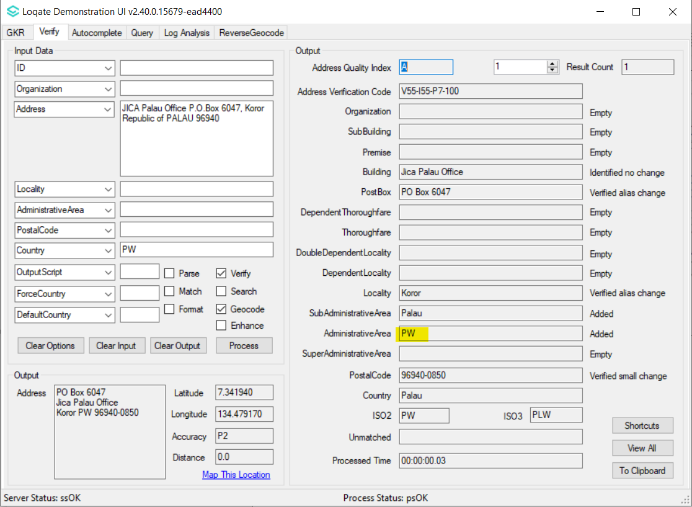 Loqate Demonstration UI v2.40.0.15679-ead4400
GKR Verify Autocomplete Query Log Analysis ReverseGeocode
Input Data
ID
Organization
Address
JICA Palau Office P.O.Box 6047, Koror
Republic of PALAU 96940
Locality
AdministrativeArea
PostalCode
Country PW
OutputScript Parse Verify
ForceCountry Match Search
DefaultCountry Format Geocode
Enhance
Clear Options Clear Input Clear Output Process
Output
Address
PO Box 6047
Jica Palau Office
Koror PW 96940-0850
Latitude 7.341940
Longitude 134.479170
Accuracy P2
Distance 0.0
Map This Location
Output
Address Quality Index A 1 Result Count 1
Address Verification Code V55-I55-P7-100
Organization Empty
SubBuilding Empty
Premise Empty
Building Jica Palau Office Identified no change
PostBox PO Box 6047 Verified alias change
DependentThoroughfare Empty
Thoroughfare Empty
DoubleDependentLocality Empty
DependentLocality Empty
Locality Koror Verified alias change
SubAdministrativeArea Palau Added
AdministrativeArea PW Added
SuperAdministrativeArea Empty
PostalCode 96940-0850 Verified small change
Country Palau
ISO2 PW ISO3 PLW
Unmatched
Processed Time 00:00:00.03
Shortcuts
View All
To Clipboard
Server Status: ssOK Process Status: psOK